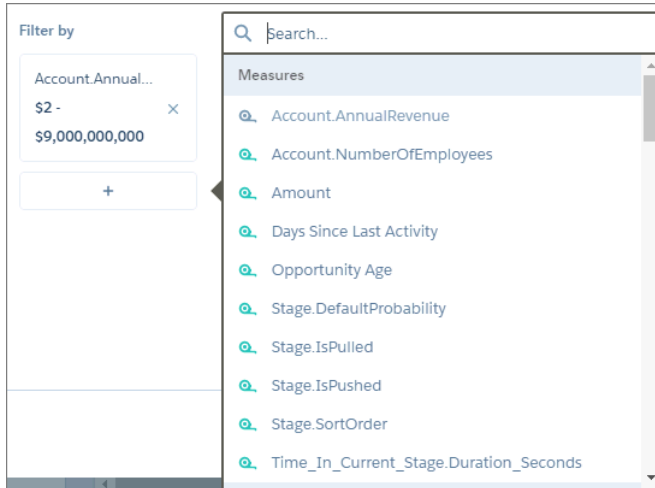 Filter by
Search...
Account.Annual...
$2 -
$9,000,000,000
+
Measures
Account.AnnualRevenue
Account.NumberOfEmployees
Amount
Days Since Last Activity
Opportunity Age
Stage.DefaultProbability
Stage.IsPulled
Stage.IsPushed
Stage.SortOrder
Time_In_Current_Stage.Duration_Seconds